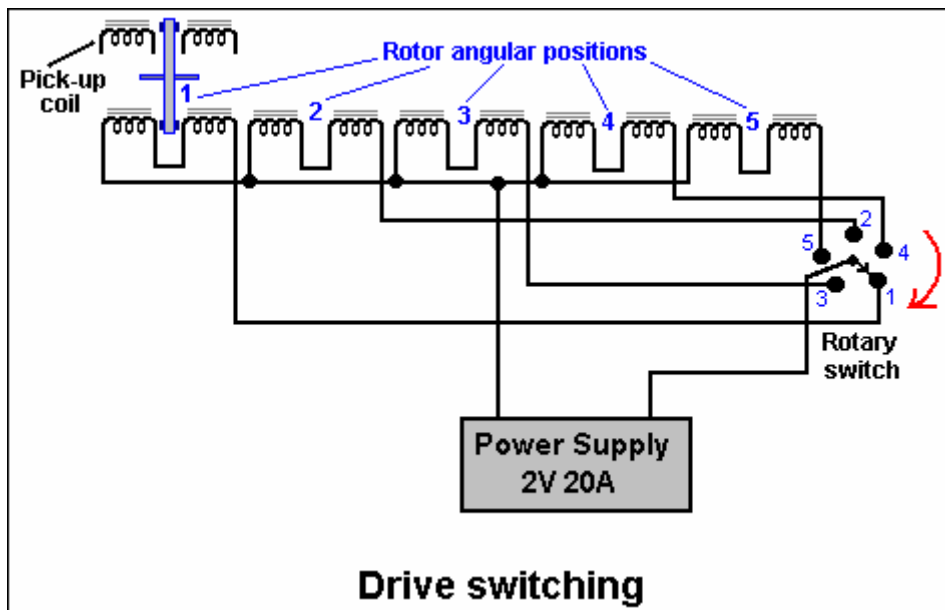 Rotor angular positions
Pick-up
coil
1
2
3
4
5
2
5
4
3
1
Rotary
switch
Power Supply
2V 20A
Drive switching